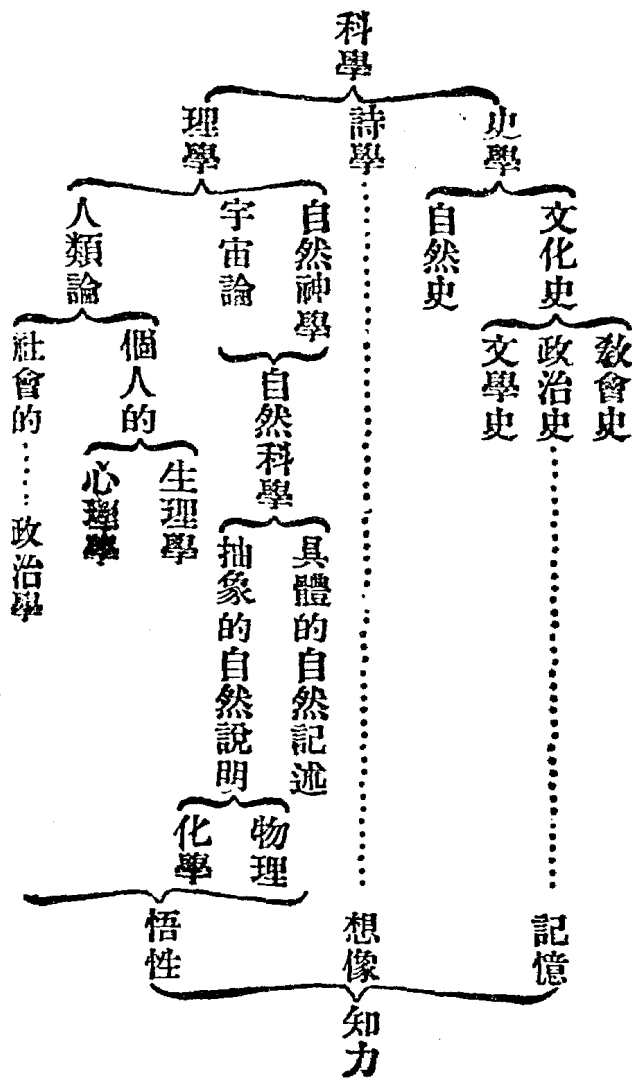 科學
史學
詩學
理學
文化史
自然史
敎會史
政治史
文學史
自然神學
宇宙論
人類論
自然科學
具體的自然記述
抽象的自然說明
物理
化學
個人的
社會的……政治學
生理學
心理學
記憶
想像
悟性
知力